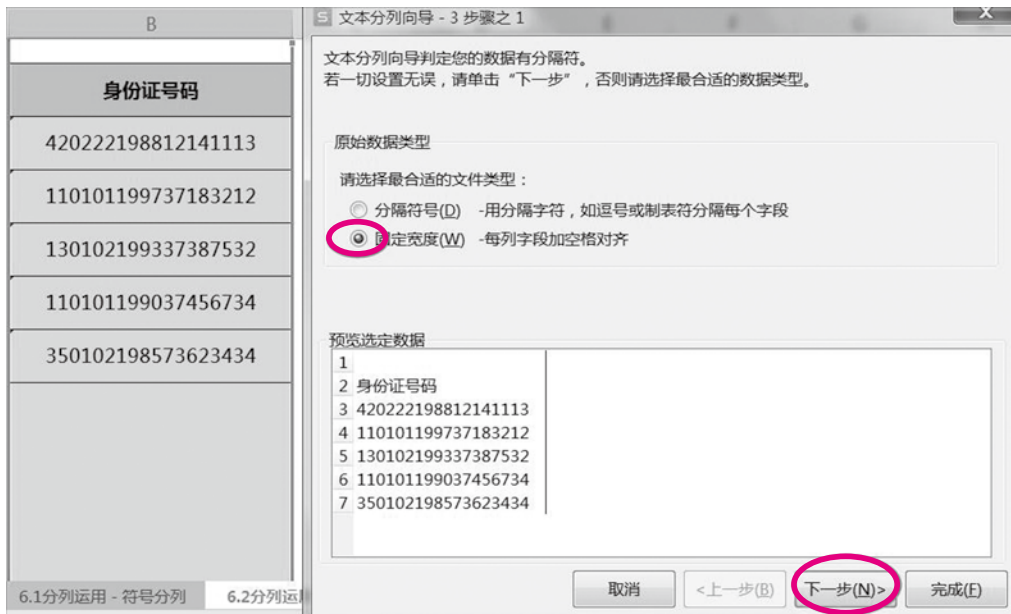 B
身份证号码
420222198812141113
110101199737183212
130102199337387532
110101199037456734
350102198573623434
6.1分列运用 - 符号分列
6.2分列运
S 文本分列向导 - 3 步骤之 1
X
文本分列向导判定您的数据有分隔符。
若一切设置无误，请单击“下一步”，否则请选择最合适的数据类型。
原始数据类型
请选择最合适的文件类型：
分隔符号(D) -用分隔字符，如逗号或制表符分隔每个字段
固定宽度(W) -每列字段加空格对齐
预览选定数据
1
2 身份证号码
3 420222198812141113
4 110101199737183212
5 130102199337387532
6 110101199037456734
7 350102198573623434
取消 <上一步(B) 下一步(N)> 完成(F)